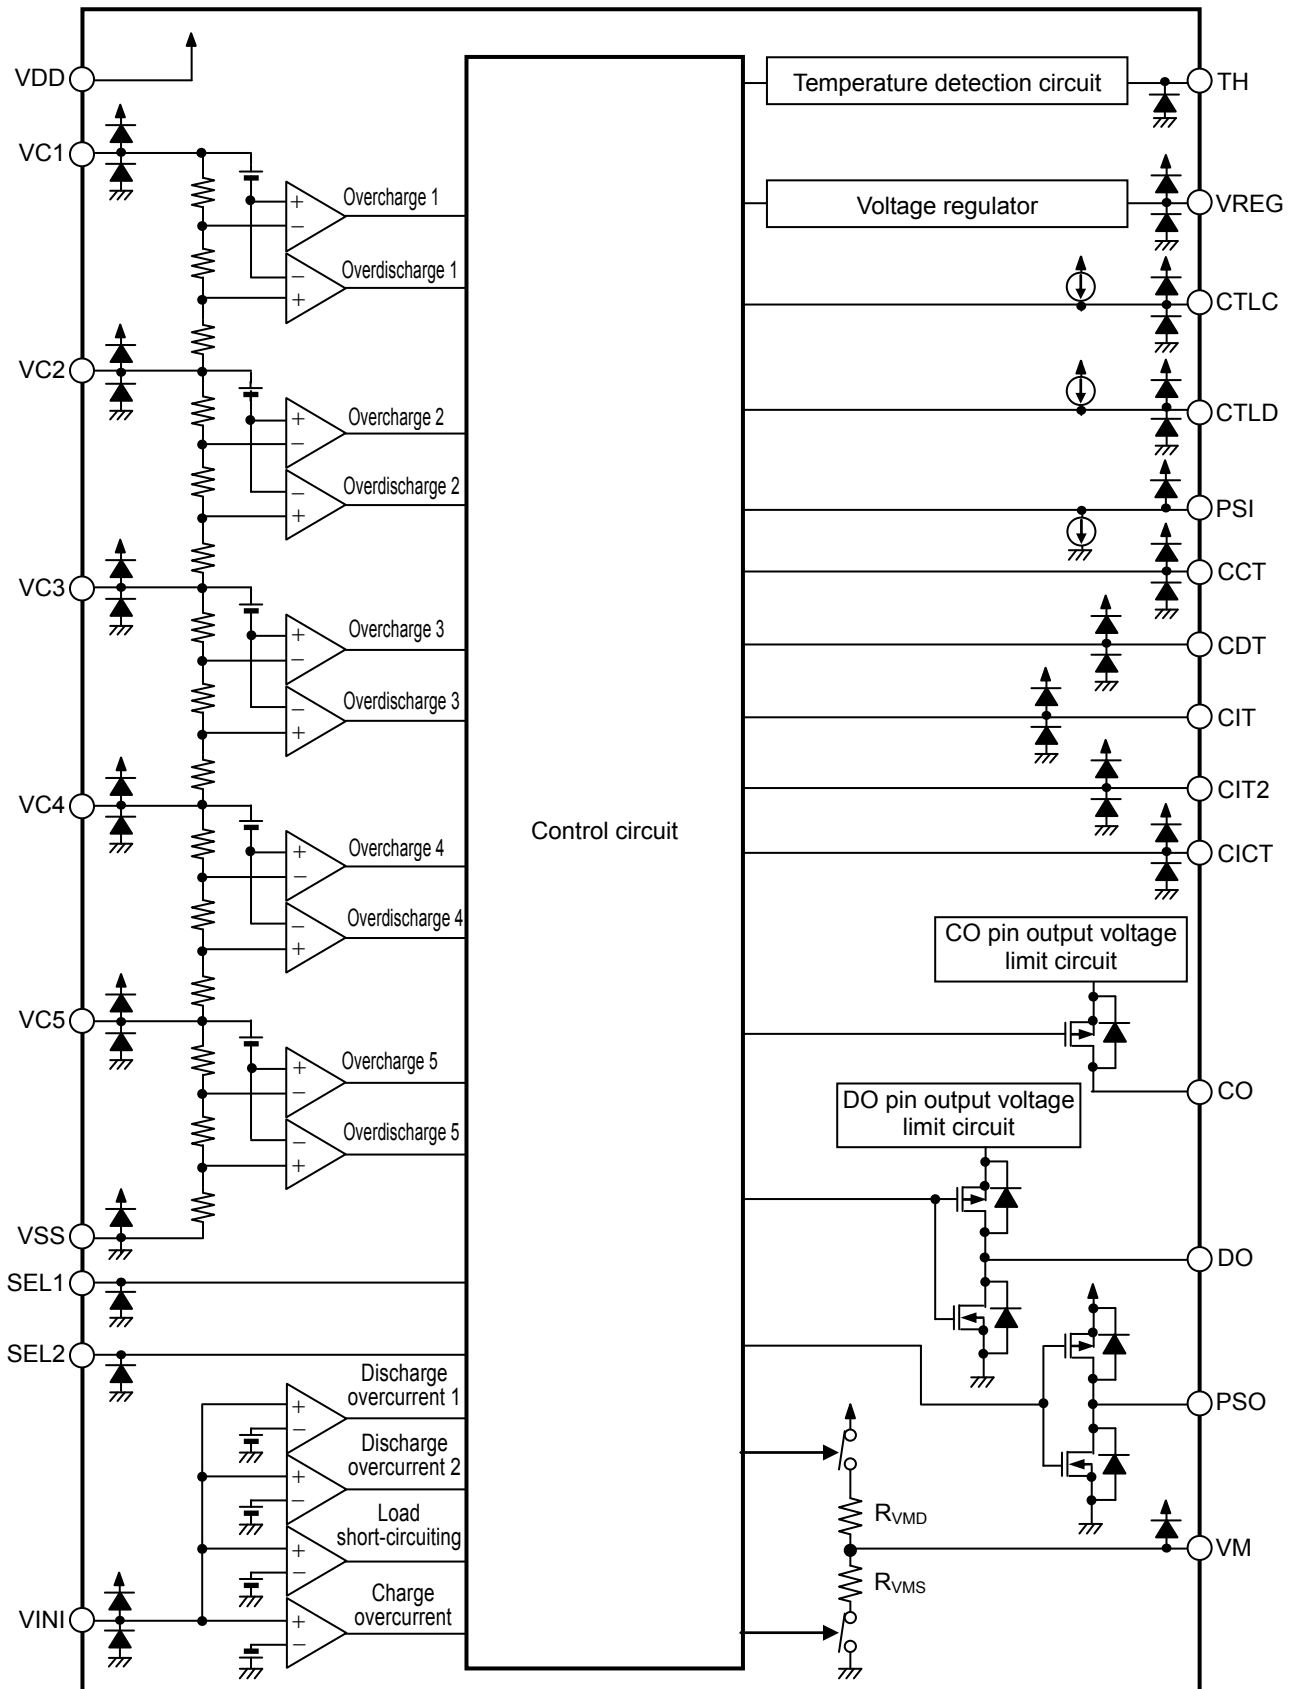 VDD
VC1
VC2
VC3
VC4
VC5
VSS
SEL1
SEL2
VINI
+
−
Overcharge 1
−
+
Overdischarge 1
+
−
Overcharge 2
−
+
Overdischarge 2
+
−
Overcharge 3
−
+
Overdischarge 3
+
−
Overcharge 4
−
+
Overdischarge 4
+
−
Overcharge 5
−
+
Overdischarge 5
+
−
Discharge
overcurrent 1
+
−
Discharge
overcurrent 2
+
−
Load
short-circuiting
+
−
Charge
overcurrent
Control circuit
Temperature detection circuit
Voltage regulator
CO pin output voltage
limit circuit
DO pin output voltage
limit circuit
RVMD
RVMS
TH
VREG
CTLC
CTLD
PSI
CCT
CDT
CIT
CIT2
CICT
CO
DO
PSO
VM